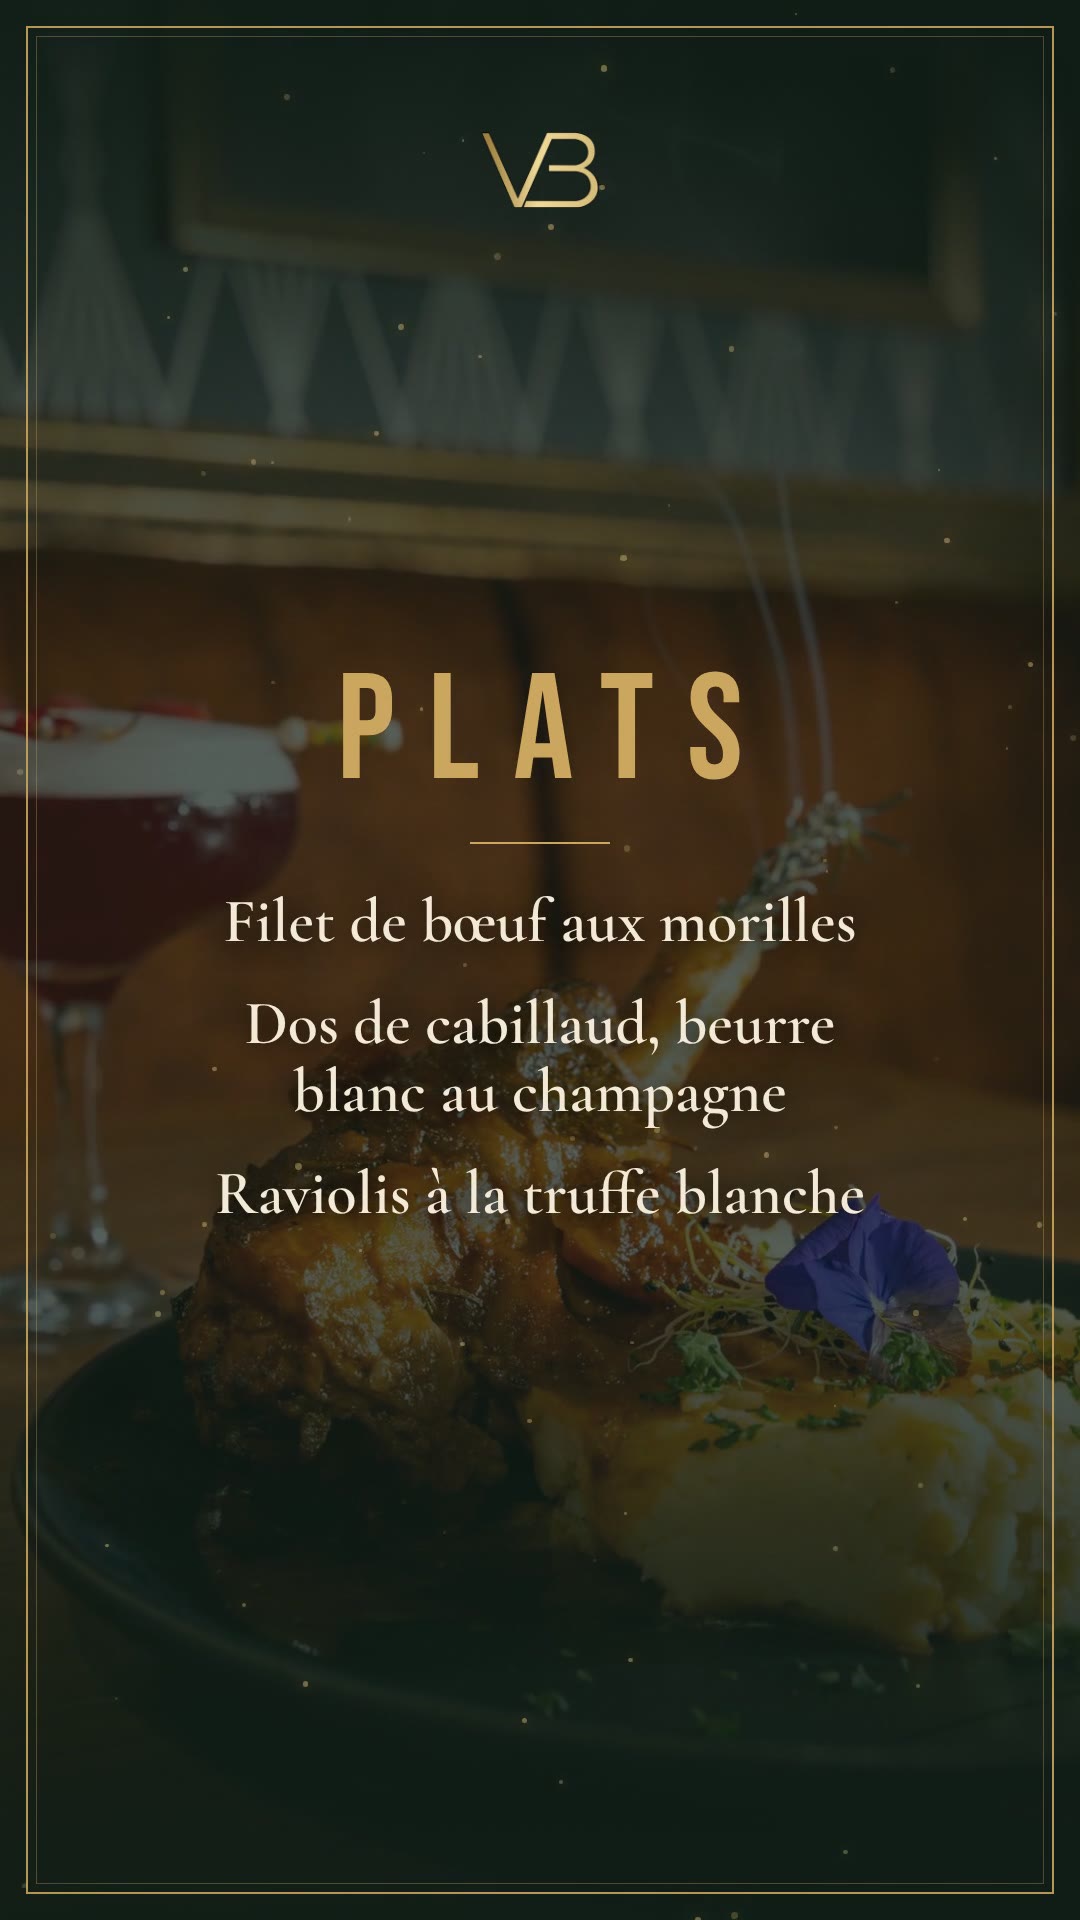 VB
PLATS
Filet de bœuf aux morilles
Dos de cabillaud, beurre
blanc au champagne
Raviolis à la truffe blanche